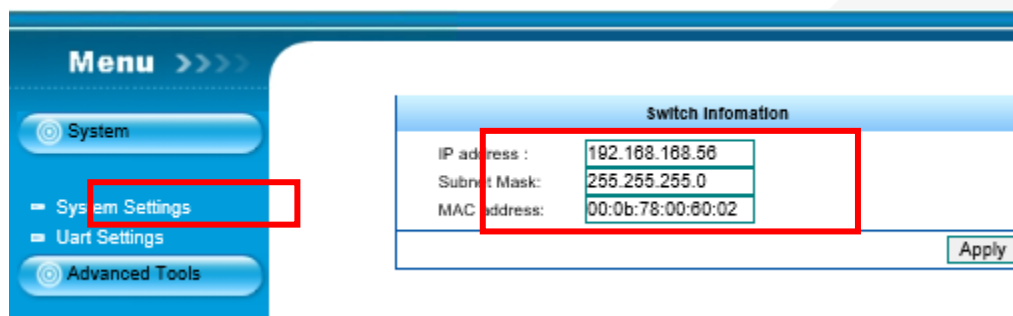 Menu >>>>
System
System Settings
Uart Settings
Advanced Tools
Switch Infomation
IP address : 192.168.168.56
Subnet Mask: 255.255.255.0
MAC address: 00:0b:78:00:60:02
Apply